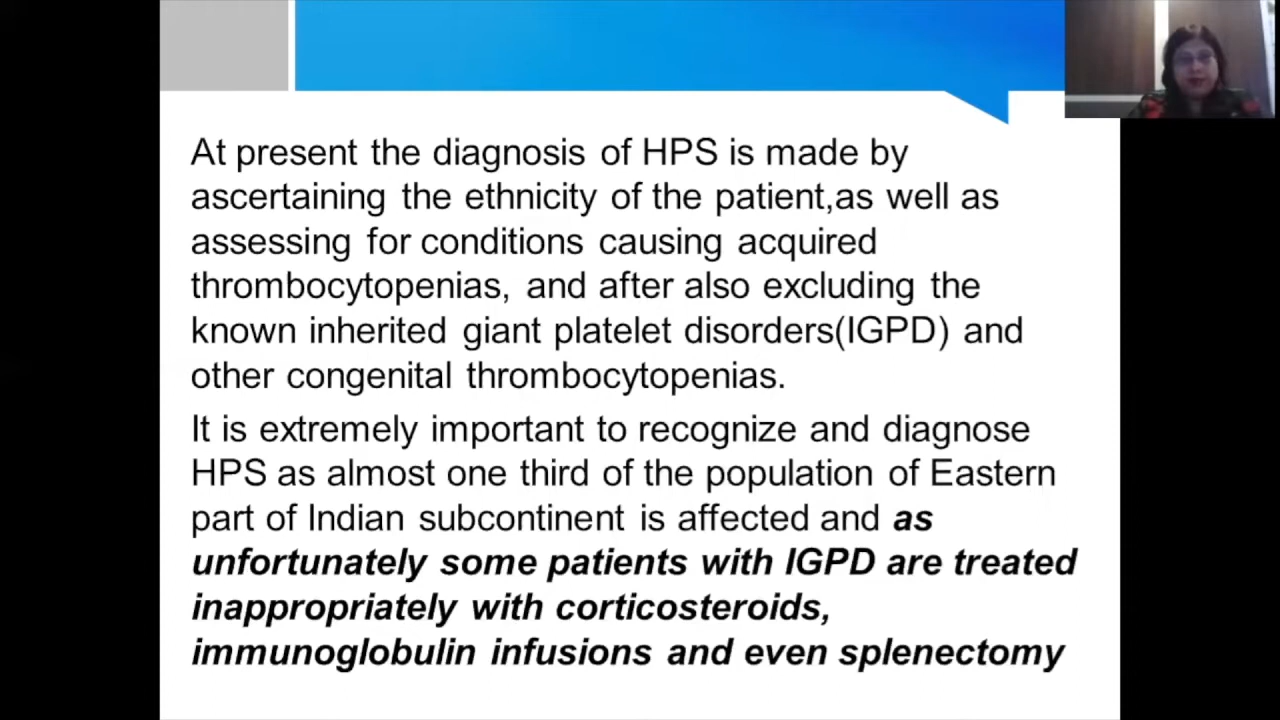 At present the diagnosis of HPS is made by
ascertaining the ethnicity of the patient,as well as
assessing for conditions causing acquired
thrombocytopenias, and after also excluding the
known inherited giant platelet disorders(IGPD) and
other congenital thrombocytopenias.
It is extremely important to recognize and diagnose
HPS as almost one third of the population of Eastern
part of Indian subcontinent is affected and as
unfortunately some patients with IGPD are treated
inappropriately with corticosteroids,
immunoglobulin infusions and even splenectomy